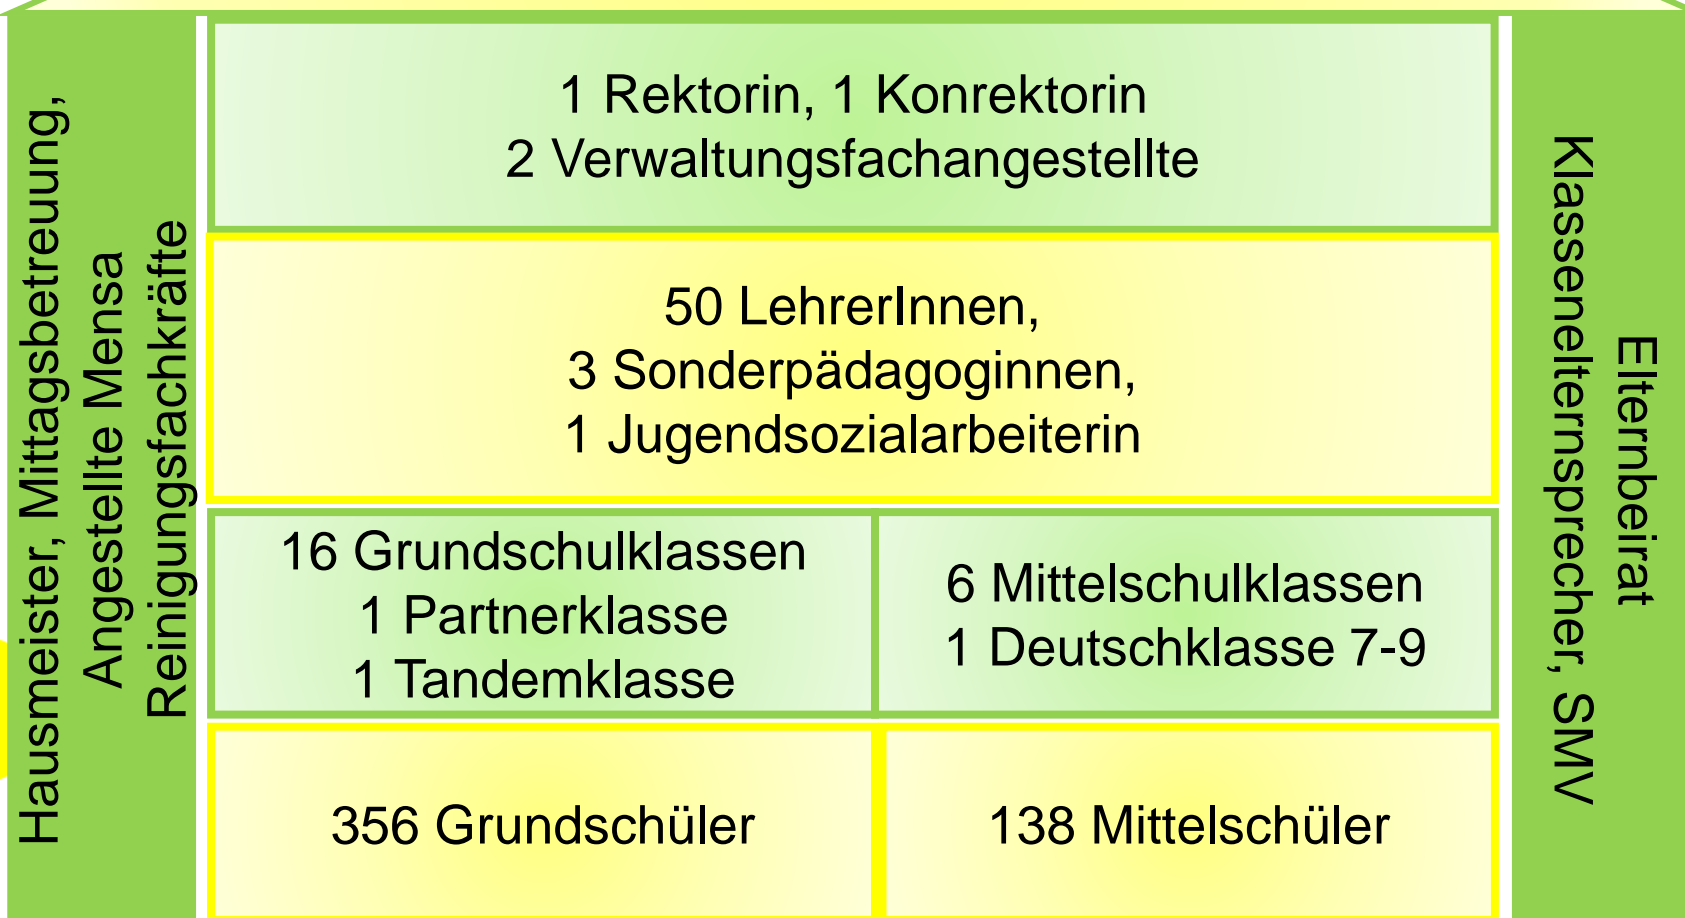 Hausmeister, Mittagsbetreuung,
Angestellte Mensa
Reinigungsfachkräfte
1 Rektorin, 1 Konrektorin
2 Verwaltungsfachangestellte
50 LehrerInnen,
3 Sonderpädagoginnen,
1 Jugendsozialarbeiterin
16 Grundschulklassen
1 Partnerklasse
1 Tandemklasse
6 Mittelschulklassen
1 Deutschklasse 7-9
356 Grundschüler
138 Mittelschüler
Elternbeirat
Klassenelternsprecher, SMV